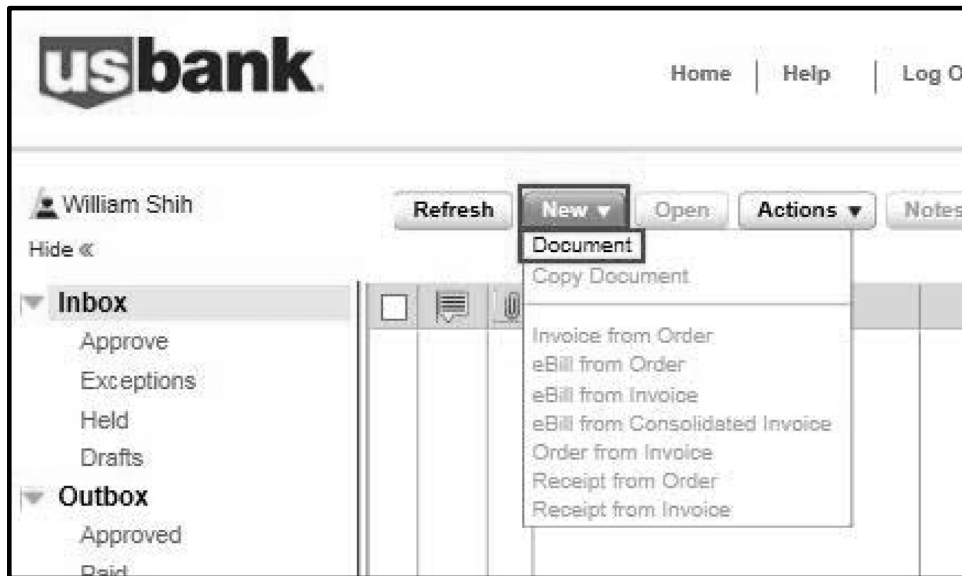 usbank.
Home | Help | Log O
William Shih
Hide «
Refresh New ▼ Open Actions ▼ Notes
Document
Copy Document
Invoice from Order
eBill from Order
eBill from Invoice
eBill from Consolidated Invoice
Order from Invoice
Receipt from Order
Receipt from Invoice
Inbox
Approve
Exceptions
Held
Drafts
Outbox
Approved
Paid